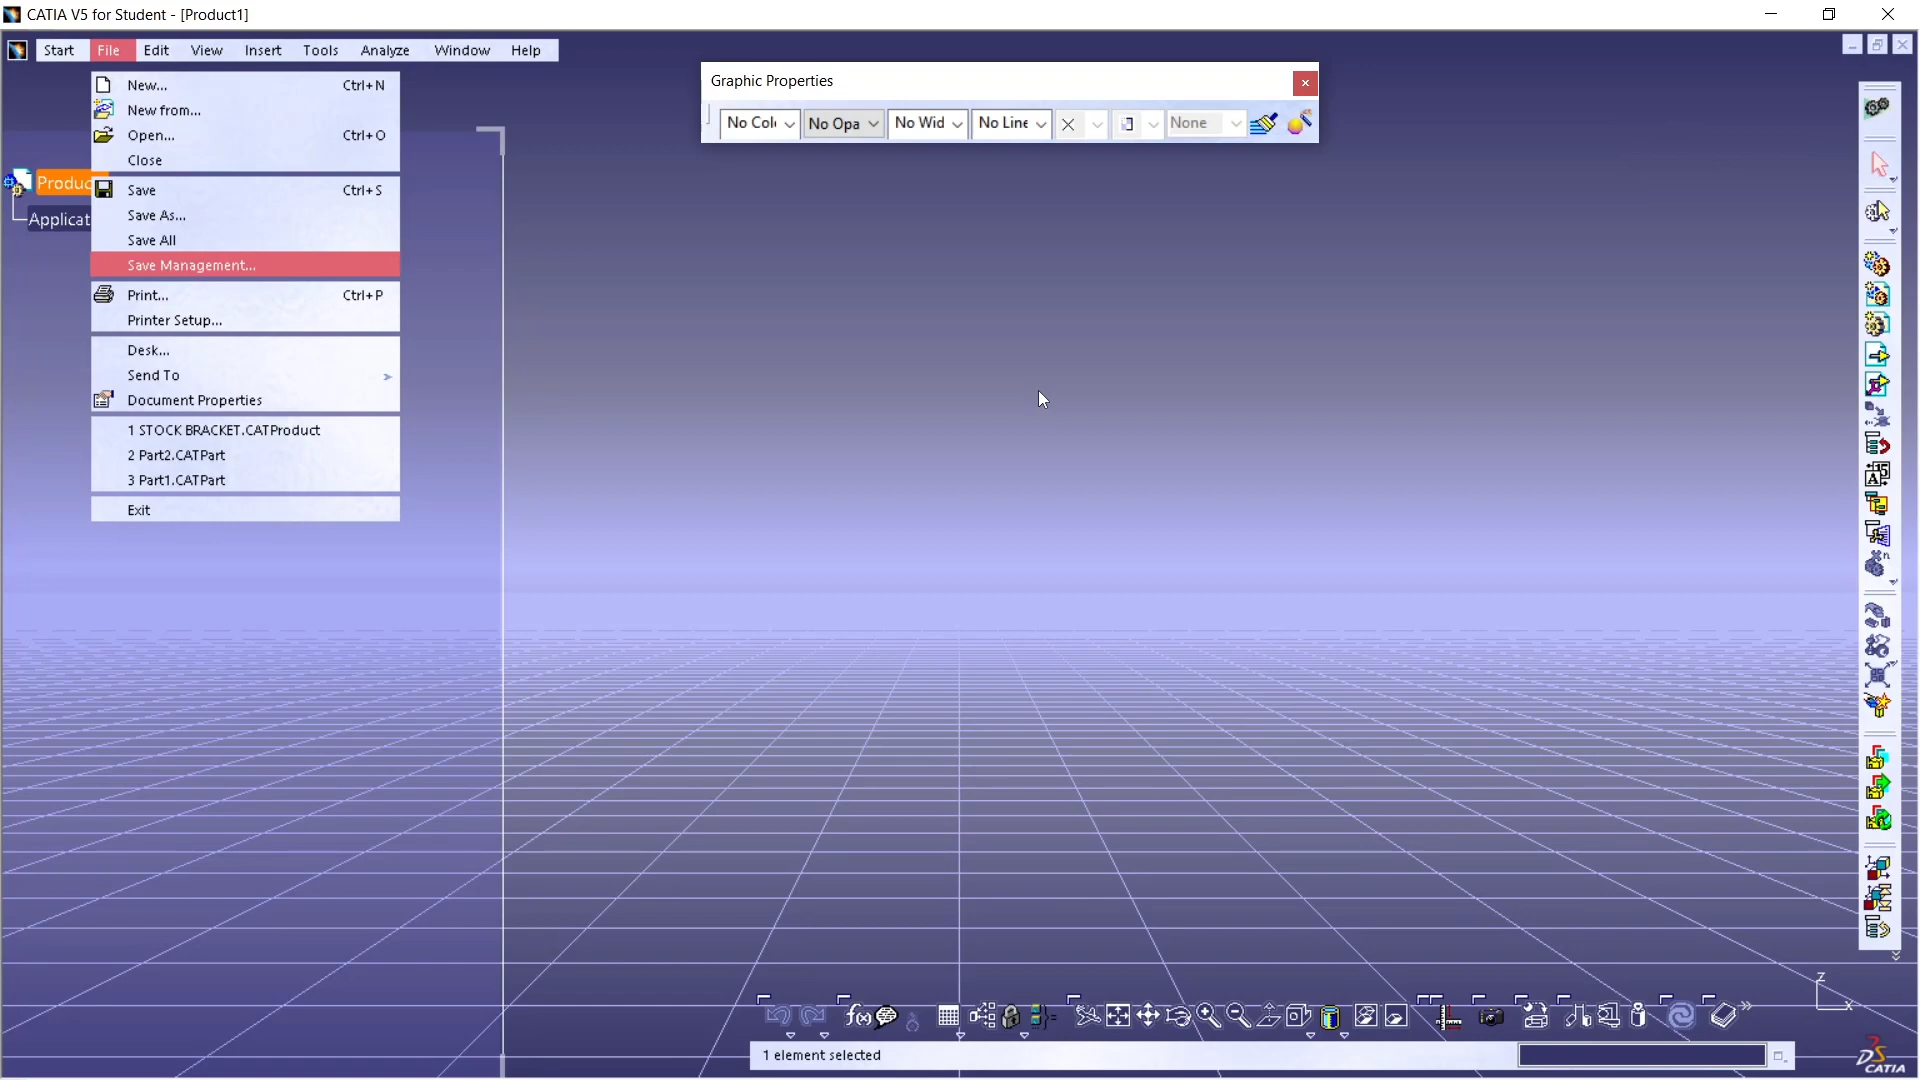 CATIA V5 for Student - [Product1]
Start File Edit View Insert Tools Analyze Window Help
New... Ctrl+N
New from...
Open... Ctrl+O
Close
Save Ctrl+S
Save As...
Save All
Save Management...
Print... Ctrl+P
Printer Setup...
Desk...
Send To
Document Properties
1 STOCK BRACKET.CATProduct
2 Part2.CATPart
3 Part1.CATPart
Exit
Produc
Applicat
Graphic Properties
No Col No Opa No Wid No Line None
z
x
1 element selected
CATIA